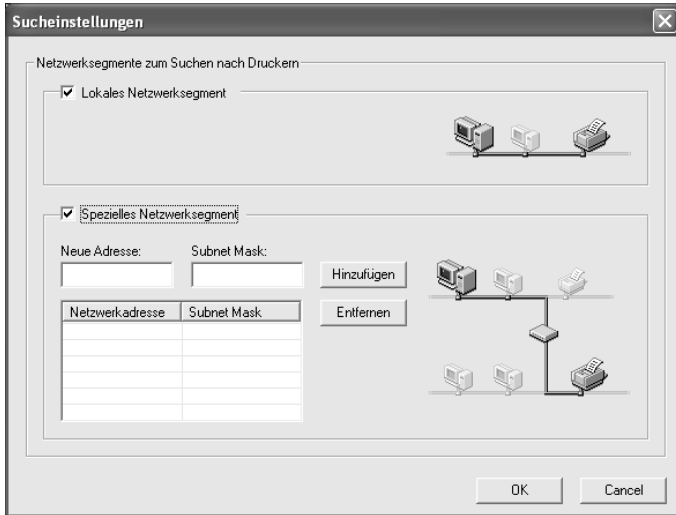 Sucheinstellungen
Netzwerksegmente zum Suchen nach Druckern
Lokales Netzwerksegment
Spezielles Netzwerksegment
Neue Adresse: Subnet Mask:
Hinzufügen
Netzwerkadresse Subnet Mask
Entfernen
OK Cancel